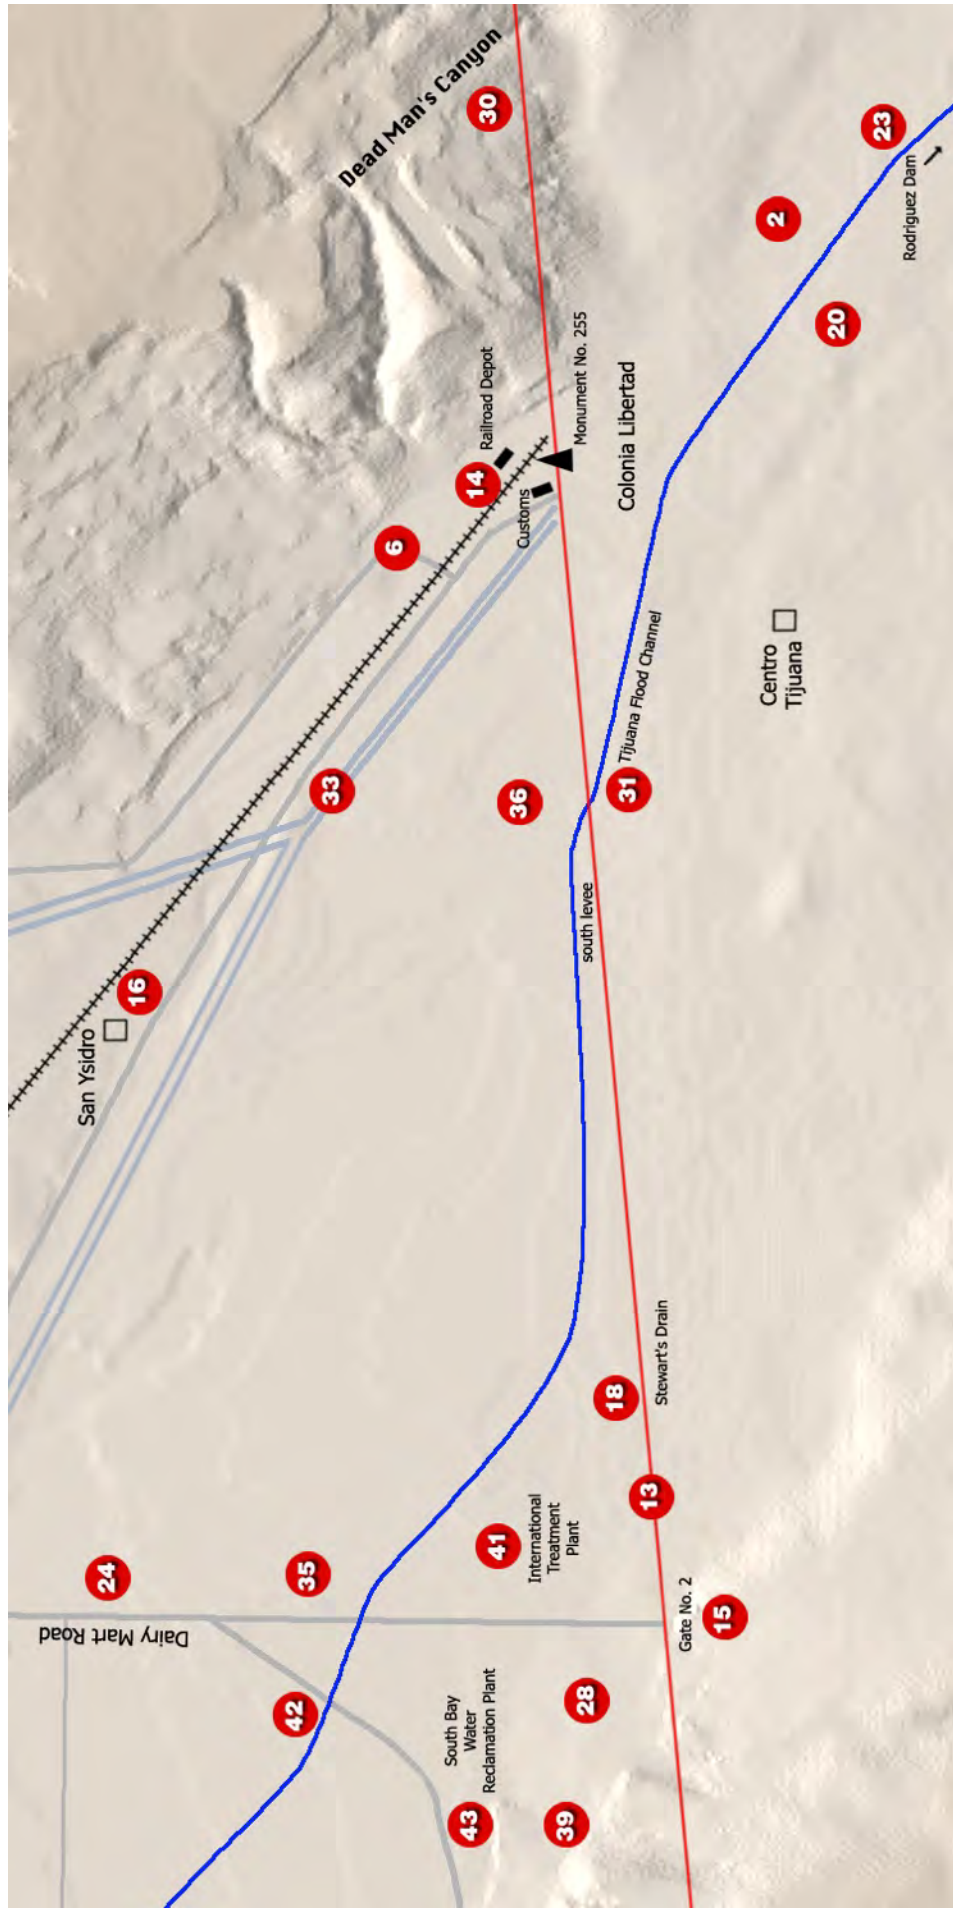 Dead Man's Canyon
30
23
Rodriguez Dam
2
20
Railroad Depot
14
Monument No. 255
Customs
6
Colonia Libertad
Centro
Tijuana
Tijuana Flood Channel
31
36
33
south levee
16
San Ysidro
Stewart's Drain
18
13
41
International
Treatment
Plant
24
35
Dairy Mart Road
Gate No. 2
15
42
28
South Bay
Water
Reclamation Plant
43
39